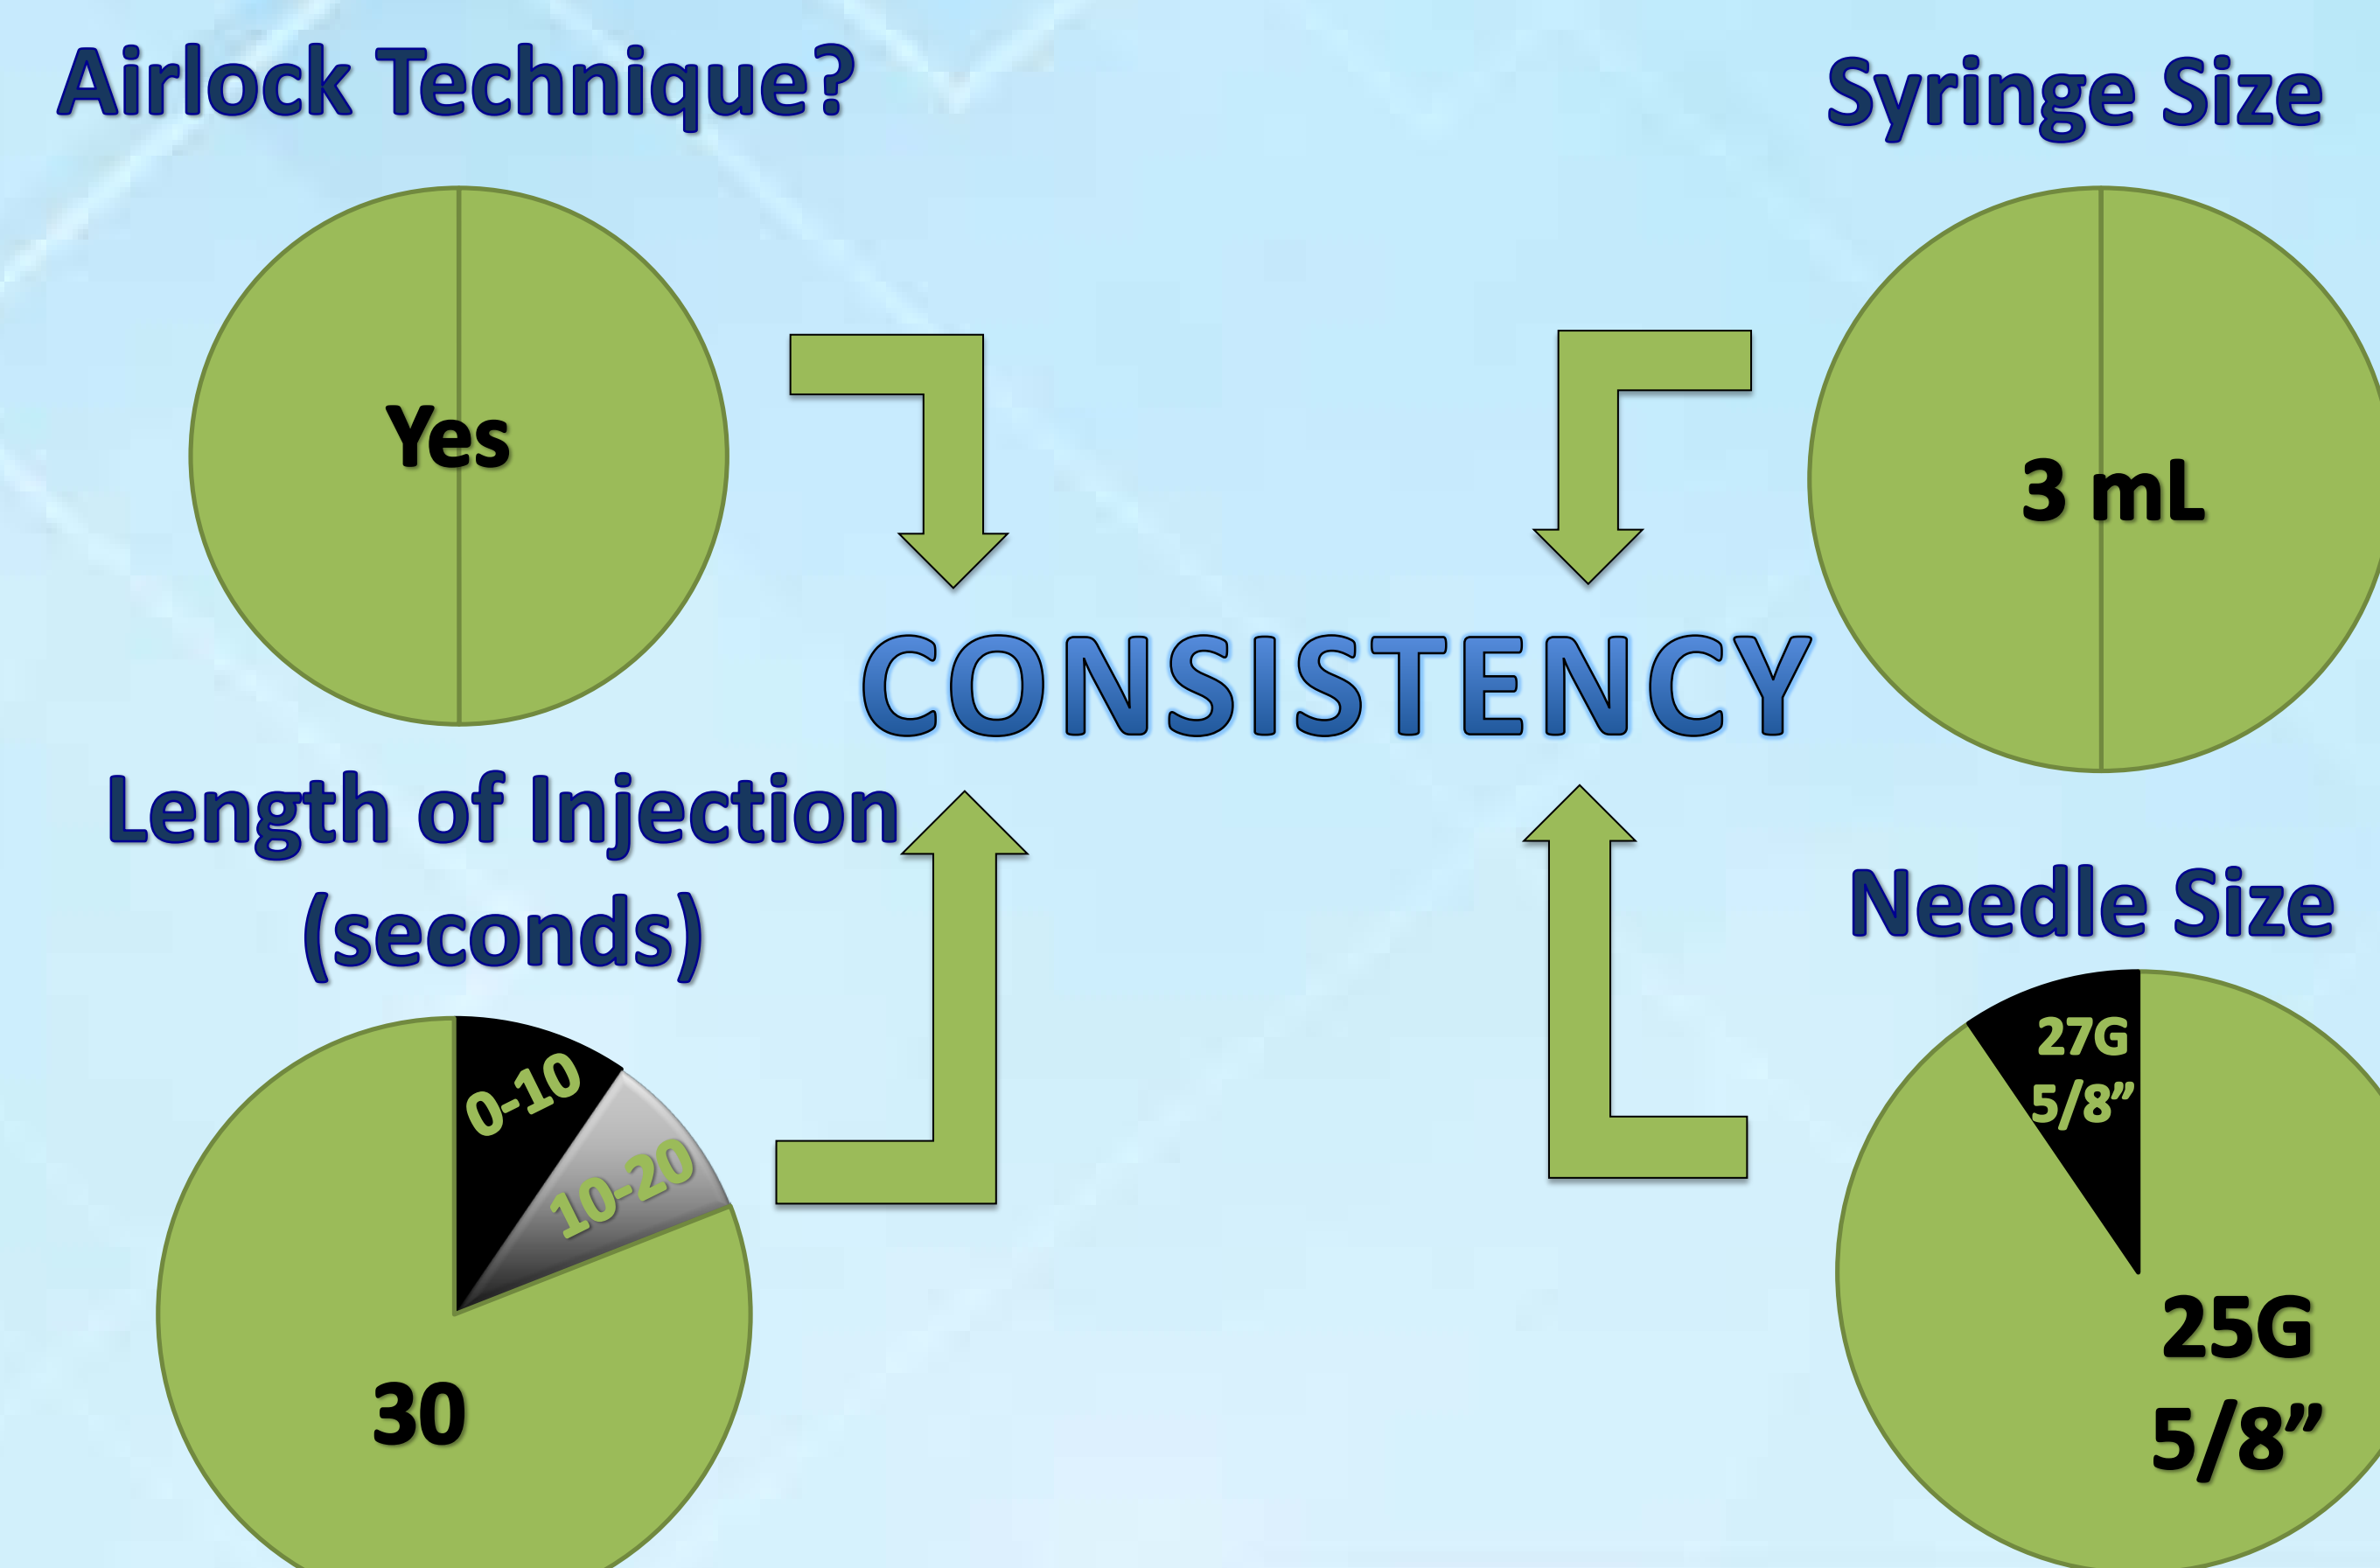 Airlock Technique?
Syringe Size
Yes
3 mL
CONSISTENCY
Length of Injection
(seconds)
Needle Size
0-10
10-20
30
27G
5/8”
25G
5/8”